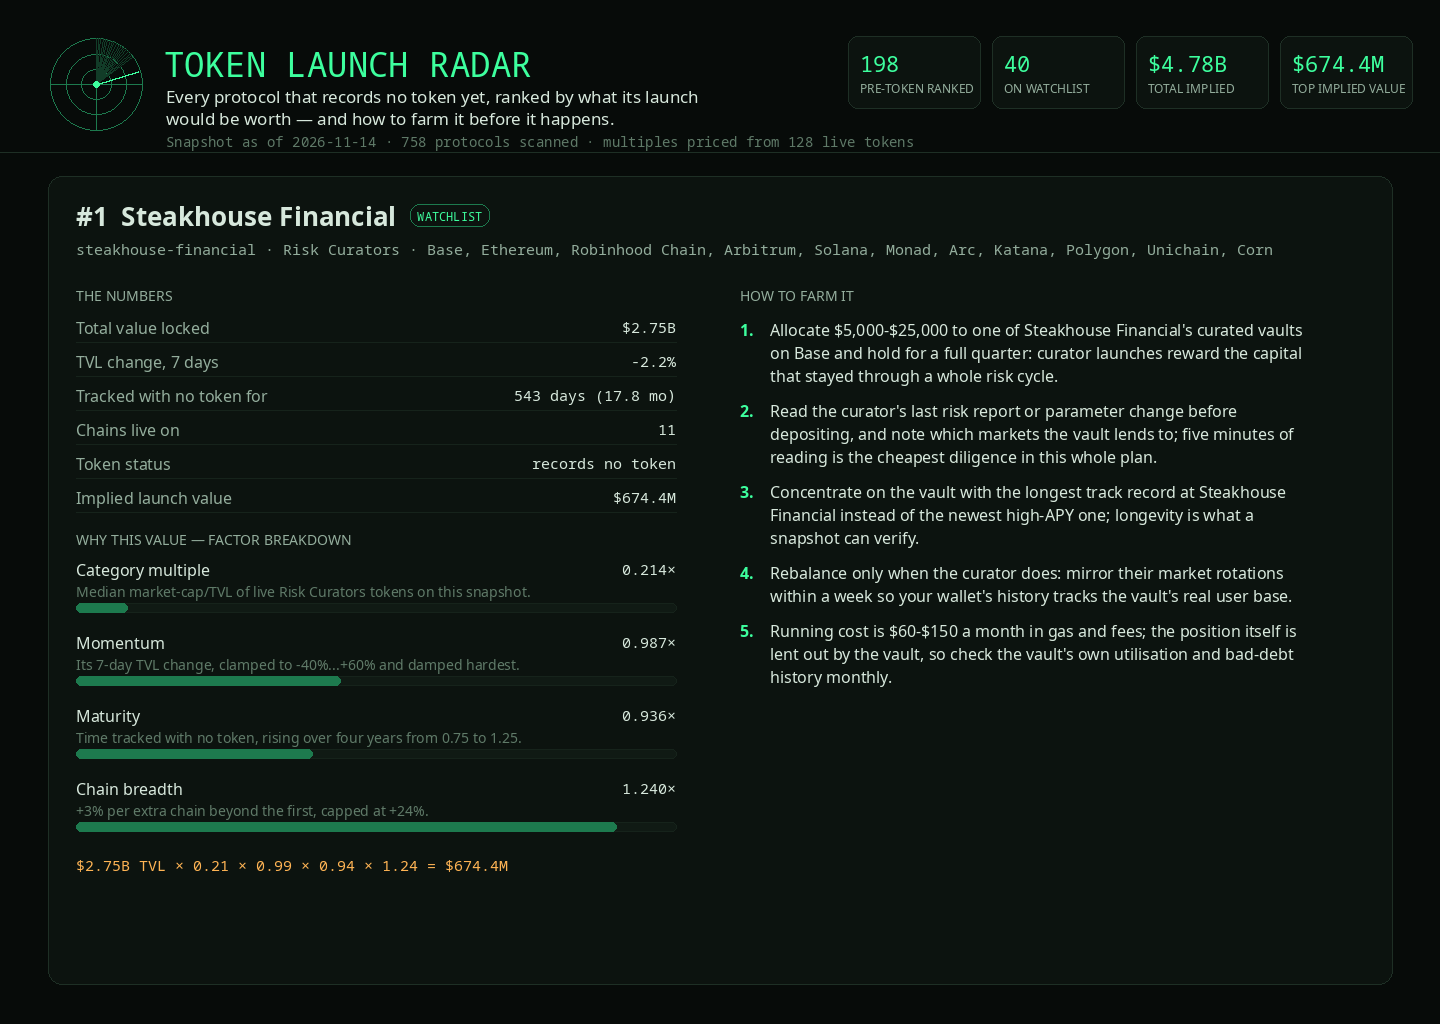 TOKEN LAUNCH RADAR
Every protocol that records no token yet, ranked by what its launch
would be worth — and how to farm it before it happens.
Snapshot as of 2026-11-14 · 758 protocols scanned · multiples priced from 128 live tokens
198
PRE-TOKEN RANKED
40
ON WATCHLIST
$4.78B
TOTAL IMPLIED
$674.4M
TOP IMPLIED VALUE
#1 Steakhouse Financial WATCHLIST
steakhouse-financial · Risk Curators · Base, Ethereum, Robinhood Chain, Arbitrum, Solana, Monad, Arc, Katana, Polygon, Unichain, Corn
THE NUMBERS
Total value locked $2.75B
TVL change, 7 days -2.2%
Tracked with no token for 543 days (17.8 mo)
Chains live on 11
Token status records no token
Implied launch value $674.4M
WHY THIS VALUE — FACTOR BREAKDOWN
Category multiple 0.214×
Median market-cap/TVL of live Risk Curators tokens on this snapshot.
Momentum 0.987×
Its 7-day TVL change, clamped to -40%...+60% and damped hardest.
Maturity 0.936×
Time tracked with no token, rising over four years from 0.75 to 1.25.
Chain breadth 1.240×
+3% per extra chain beyond the first, capped at +24%.
$2.75B TVL × 0.21 × 0.99 × 0.94 × 1.24 = $674.4M
HOW TO FARM IT
1. Allocate $5,000-$25,000 to one of Steakhouse Financial's curated vaults
on Base and hold for a full quarter: curator launches reward the capital
that stayed through a whole risk cycle.
2. Read the curator's last risk report or parameter change before
depositing, and note which markets the vault lends to; five minutes of
reading is the cheapest diligence in this whole plan.
3. Concentrate on the vault with the longest track record at Steakhouse
Financial instead of the newest high-APY one; longevity is what a
snapshot can verify.
4. Rebalance only when the curator does: mirror their market rotations
within a week so your wallet's history tracks the vault's real user base.
5. Running cost is $60-$150 a month in gas and fees; the position itself is
lent out by the vault, so check the vault's own utilisation and bad-debt
history monthly.